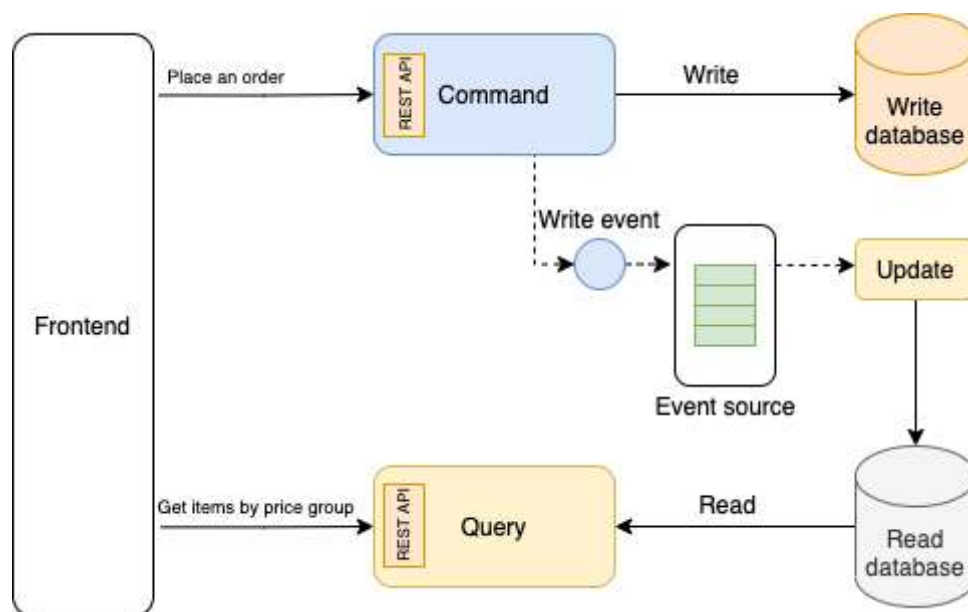 Place an order
REST API
Command
Write
Write
database
Write event
Update
Frontend
Event source
Get items by price group
REST API
Query
Read
Read
database